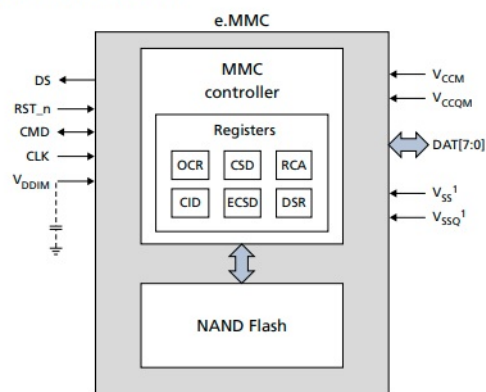 e.MMC
MMC
controller
Registers
OCR CSD RCA
CID ECSD DSR
NAND Flash
DS
RST_n
CMD
CLK
VDDIM
VCCM
VCCQM
DAT[7:0]
VSS1
VSSQ1